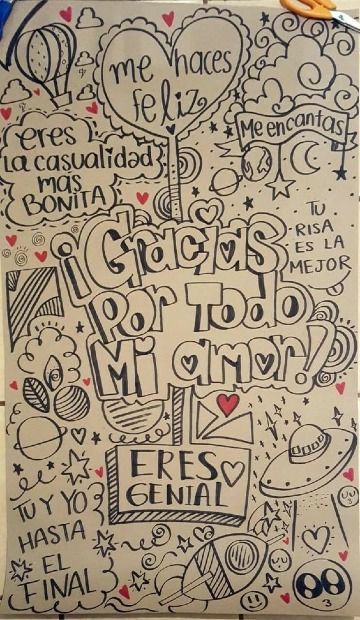 me haces
feliz
eres
la casualidad
mas
BONITA
Me encantas
TU
RISA
ES LA
MEJOR
¡Gracias
Por Todo
Mi amor!
ERES
GENIAL
TU Y YO
HASTA
EL
FINAL